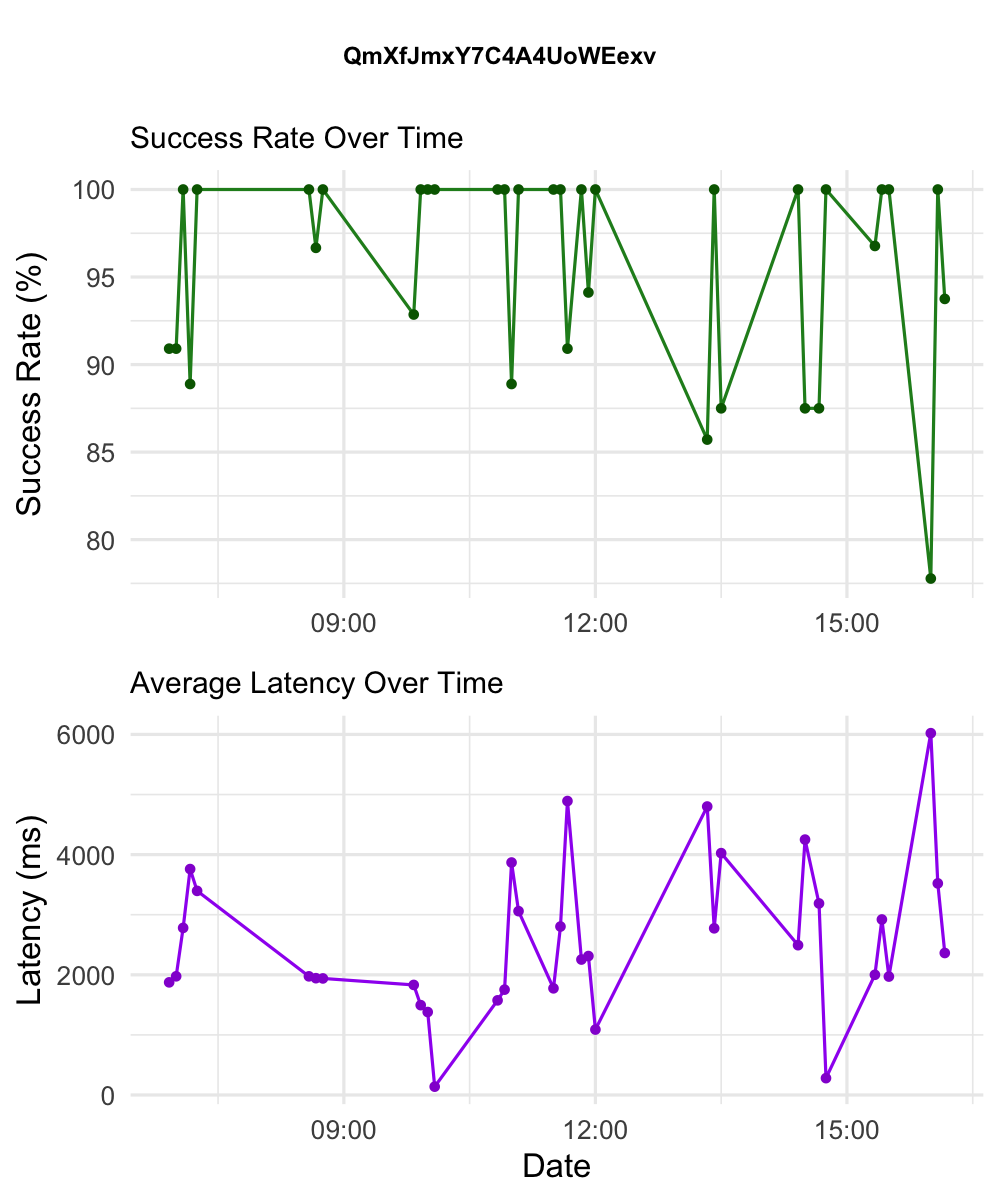 QmXfJmxY7C4A4UoWEexv
Success Rate Over Time
100
95
90
85
80
Success Rate (%)
09:00 12:00 15:00
Average Latency Over Time
6000
4000
2000
0
Latency (ms)
09:00 12:00 15:00
Date